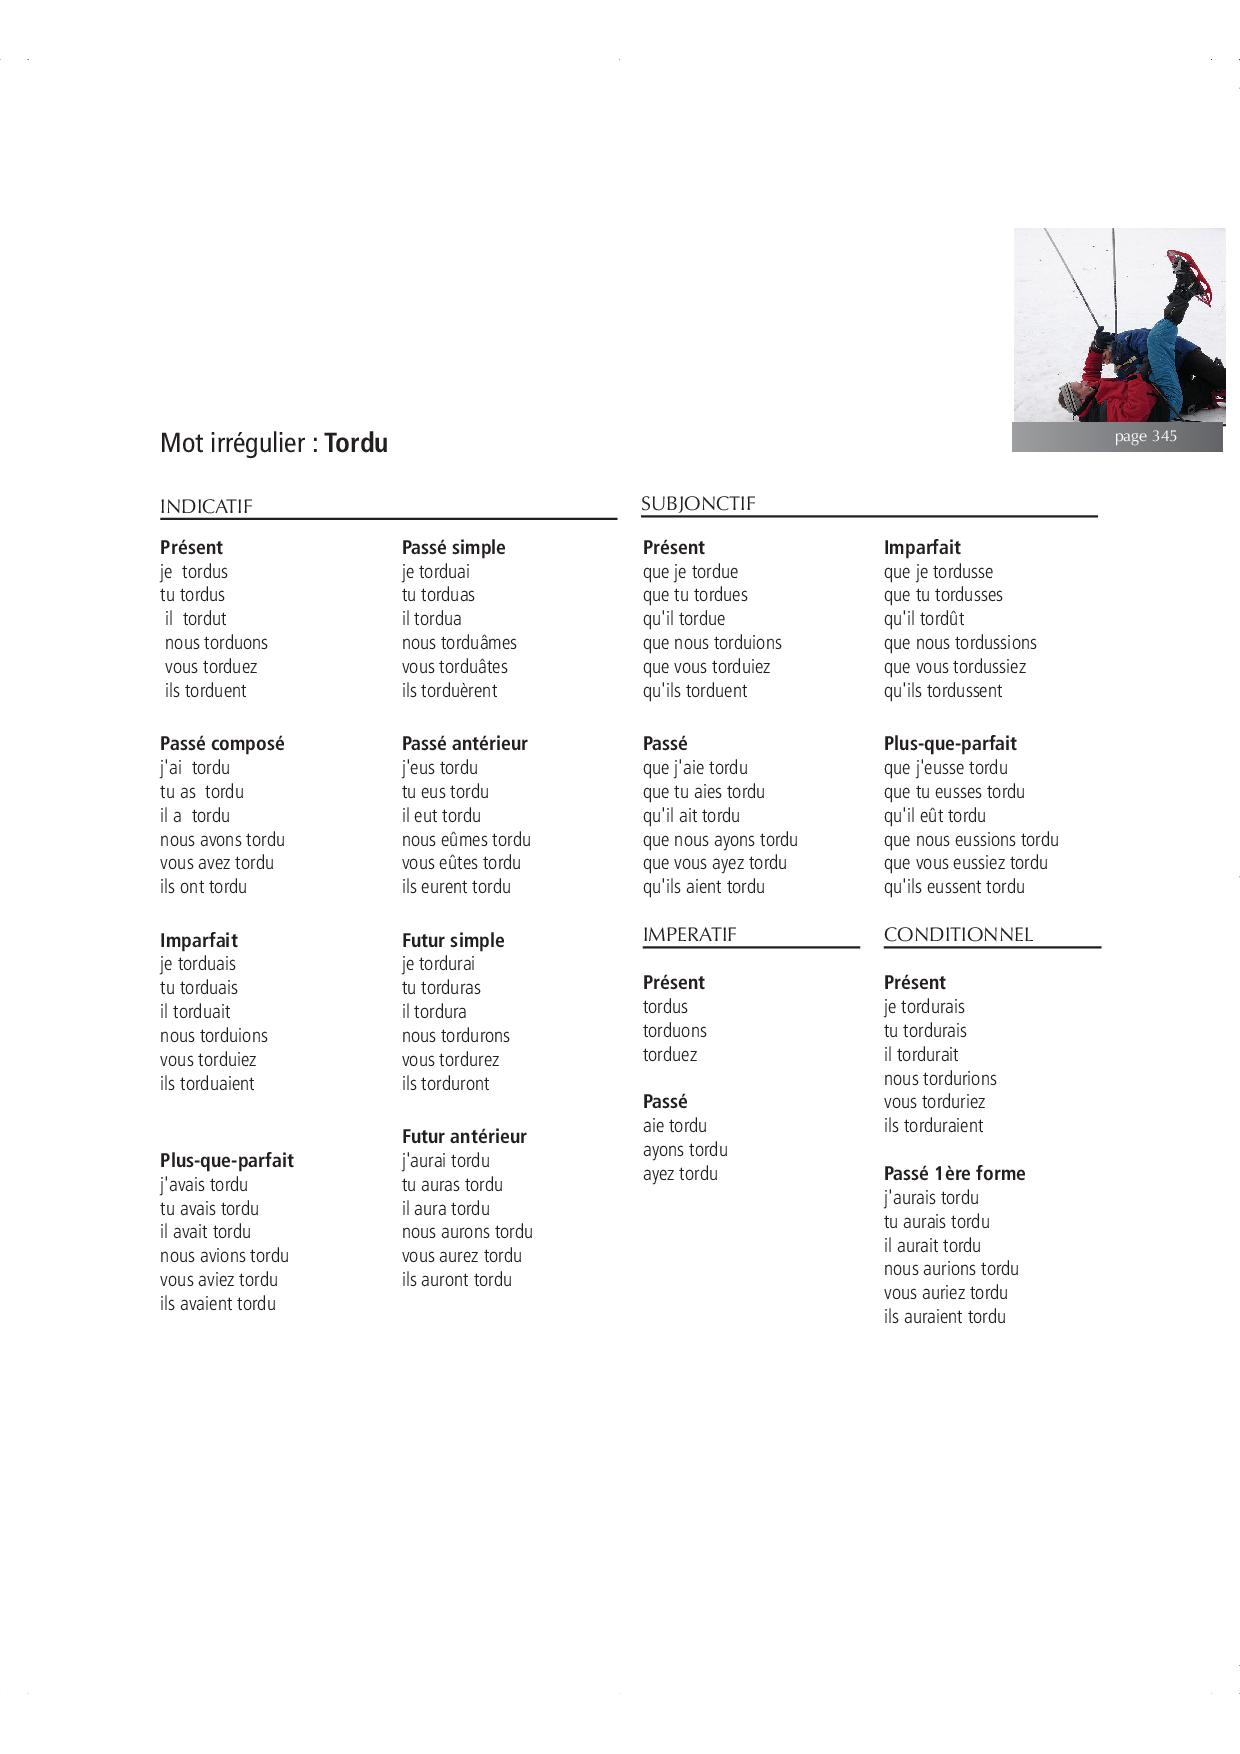 page 345
Mot irrégulier : Tordu
INDICATIF
Présent
je tordus
tu tordus
il tordut
nous torduons
vous torduez
ils torduent
Passé composé
j'ai tordu
tu as tordu
il a tordu
nous avons tordu
vous avez tordu
ils ont tordu
Imparfait
je torduais
tu torduais
il torduait
nous torduions
vous torduiez
ils torduaient
Plus-que-parfait
j'avais tordu
tu avais tordu
il avait tordu
nous avions tordu
vous aviez tordu
ils avaient tordu
Passé simple
je torduai
tu torduas
il tordua
nous torduâmes
vous torduâtes
ils torduèrent
Passé antérieur
j'eus tordu
tu eus tordu
il eut tordu
nous eûmes tordu
vous eûtes tordu
ils eurent tordu
Futur simple
je tordurai
tu torduras
il tordura
nous tordurons
vous tordurez
ils torduront
Futur antérieur
j'aurai tordu
tu auras tordu
il aura tordu
nous aurons tordu
vous aurez tordu
ils auront tordu
SUBJONCTIF
Présent
que je tordue
que tu tordues
qu'il tordue
que nous torduions
que vous torduiez
qu'ils torduent
Passé
que j'aie tordu
que tu aies tordu
qu'il ait tordu
que nous ayons tordu
que vous ayez tordu
qu'ils aient tordu
Imparfait
que je tordusse
que tu tordusses
qu'il tordût
que nous tordussions
que vous tordussiez
qu'ils tordussent
Plus-que-parfait
que j'eusse tordu
que tu eusses tordu
qu'il eût tordu
que nous eussions tordu
que vous eussiez tordu
qu'ils eussent tordu
IMPERATIF
Présent
tordus
torduons
torduez
Passé
aie tordu
ayons tordu
ayez tordu
CONDITIONNEL
Présent
je tordurais
tu tordurais
il tordurait
nous tordurions
vous torduriez
ils torduraient
Passé 1ère forme
j'aurais tordu
tu aurais tordu
il aurait tordu
nous aurions tordu
vous auriez tordu
ils auraient tordu